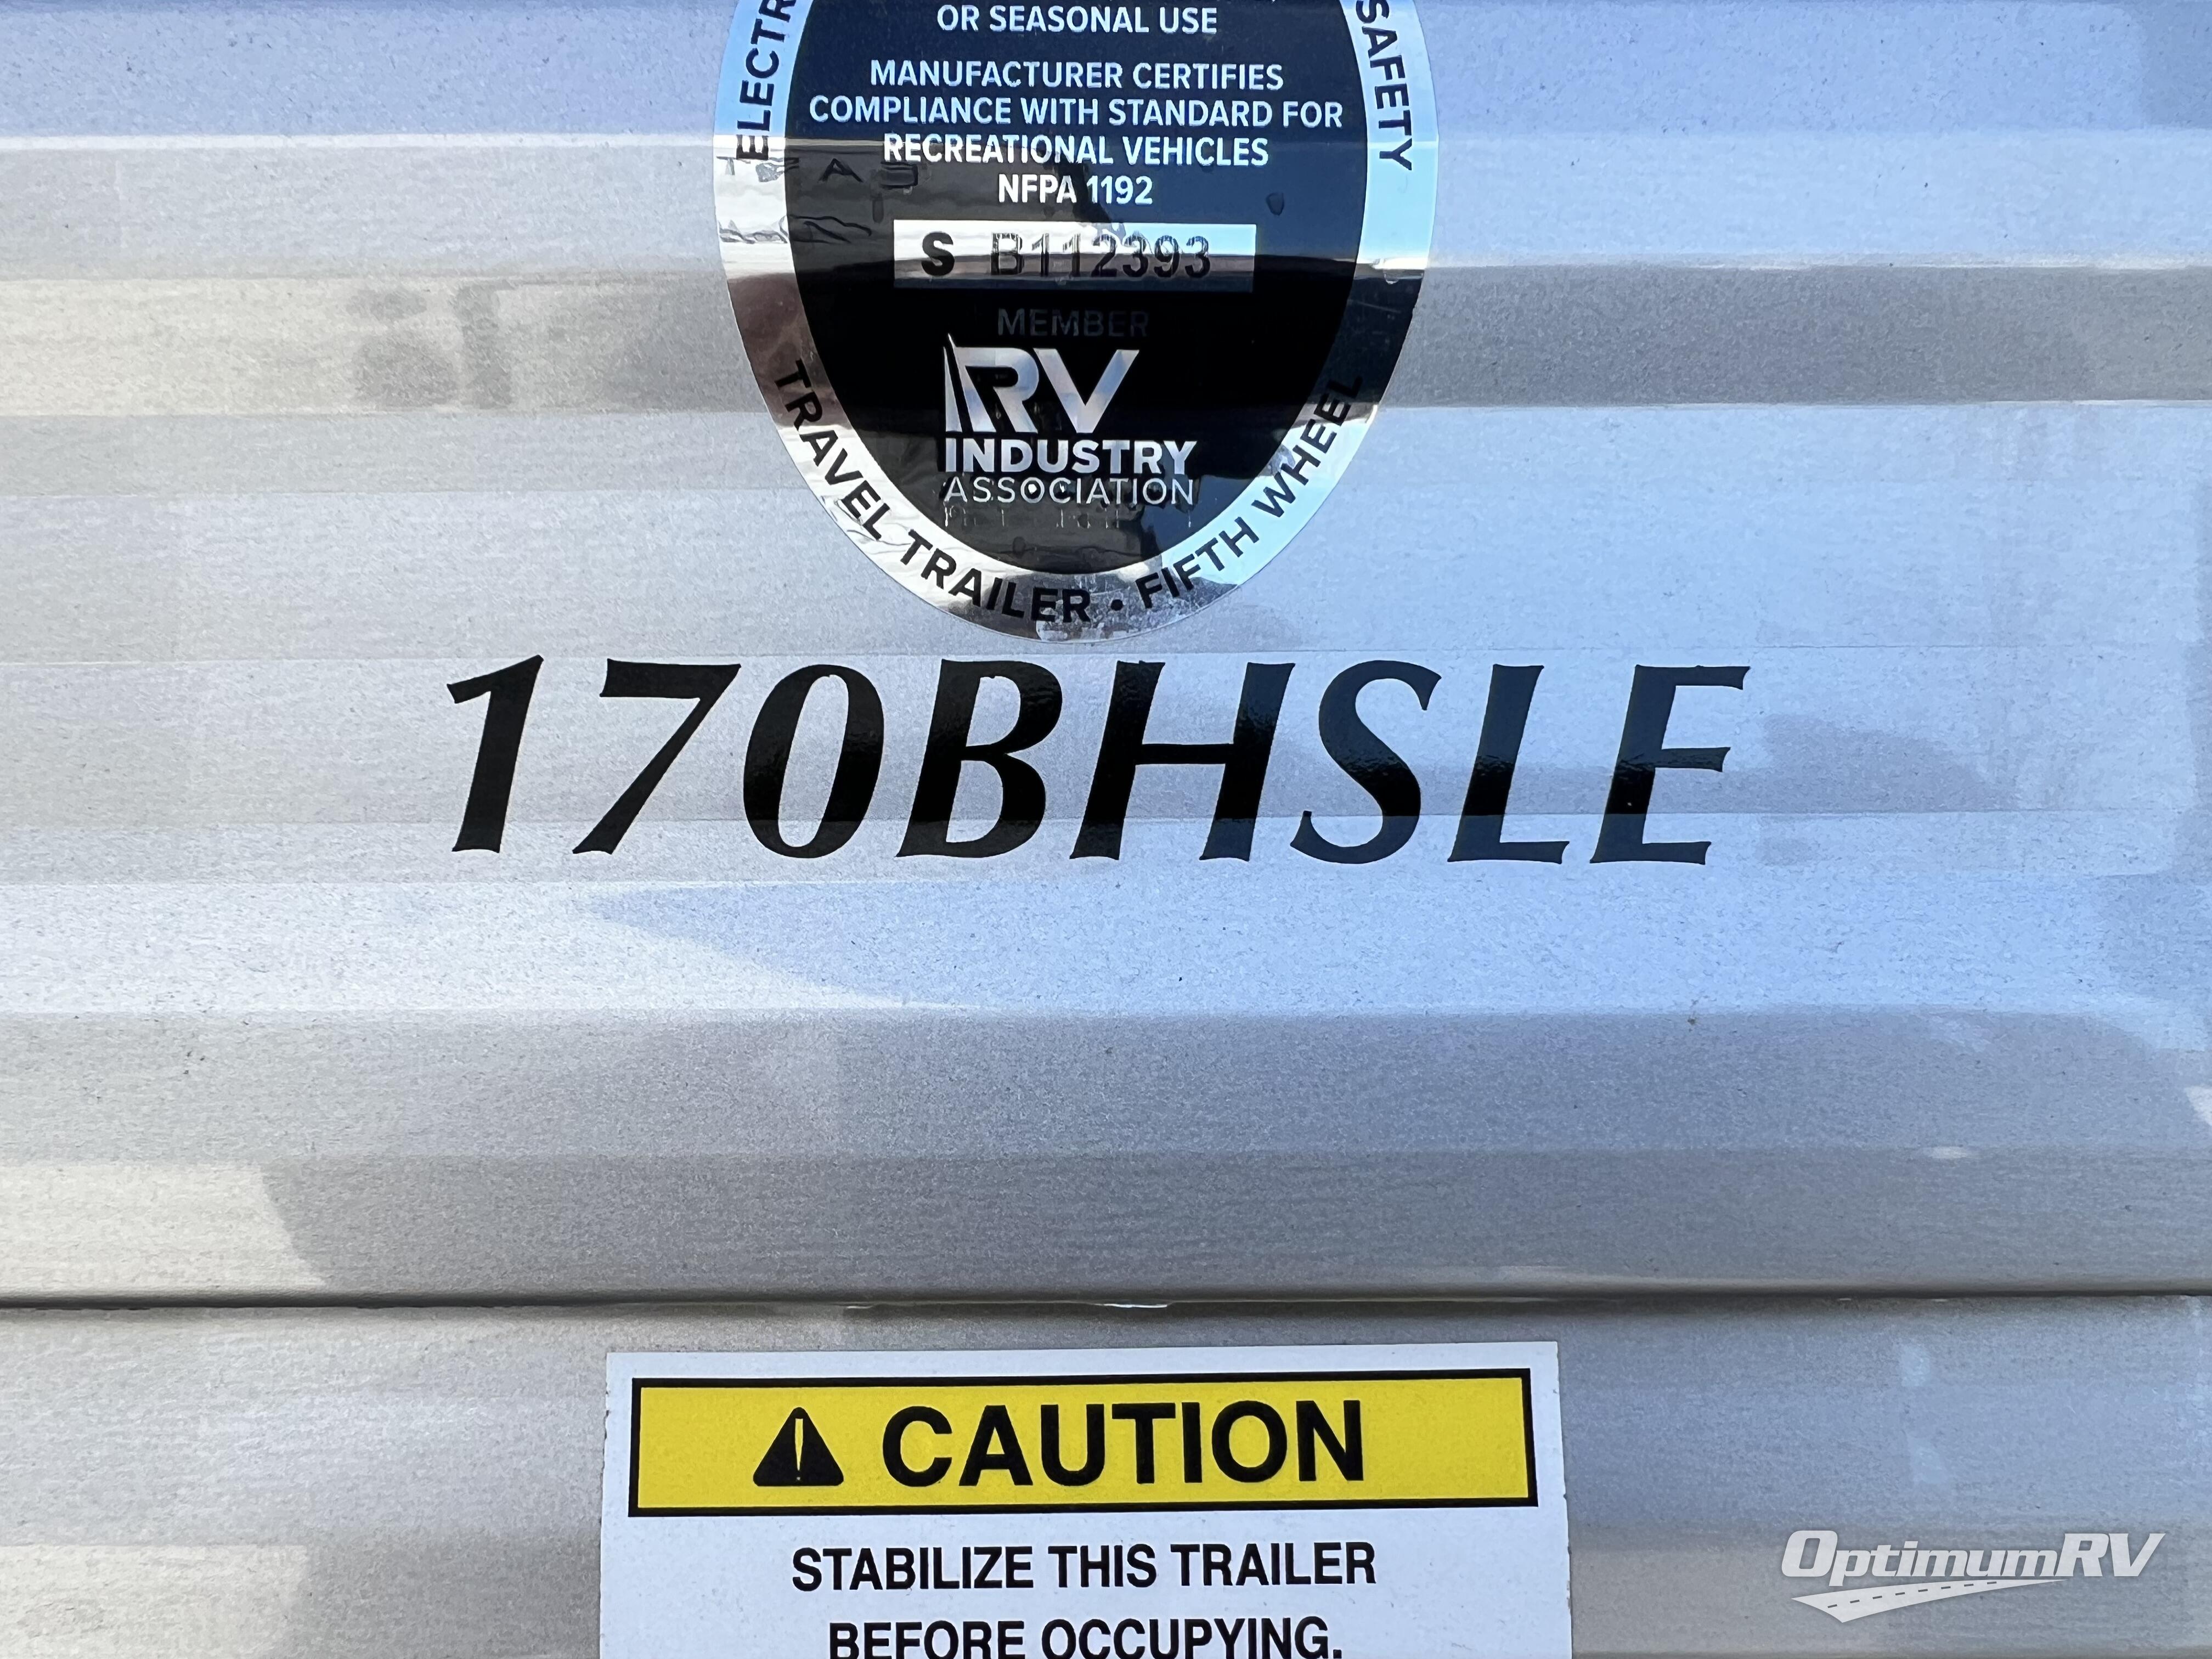 OR SEASONAL USE
MANUFACTURER CERTIFIES
COMPLIANCE WITH STANDARD FOR
RECREATIONAL VEHICLES
NFPA 1192
S B112393
MEMBER
RV
INDUSTRY
ASSOCIATION
SAFETY
TRAVEL TRAILER • FIFTH WHEEL
170BHSLE
CAUTION
STABILIZE THIS TRAILER
BEFORE OCCUPYING.
OptimumRV